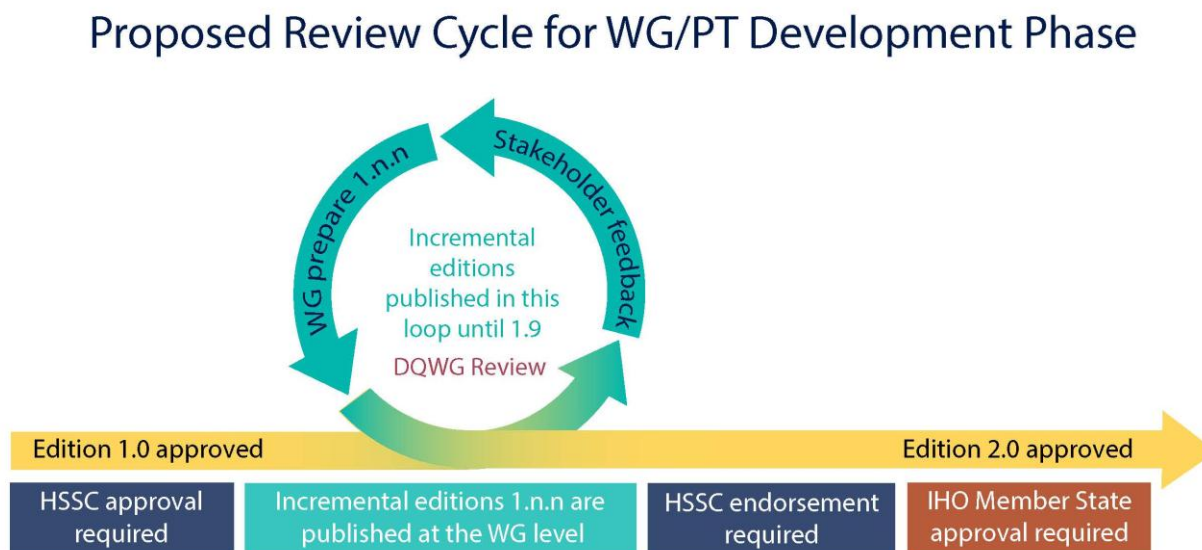 Proposed Review Cycle for WG/PT Development Phase
Stakeholder feedback
WG prepare 1.n.n
Incremental
editions
published in this
loop until 1.9
DQWG Review
Edition 1.0 approved
Edition 2.0 approved
HSSC approval
required
Incremental editions 1.n.n are
published at the WG level
HSSC endorsement
required
IHO Member State
approval required